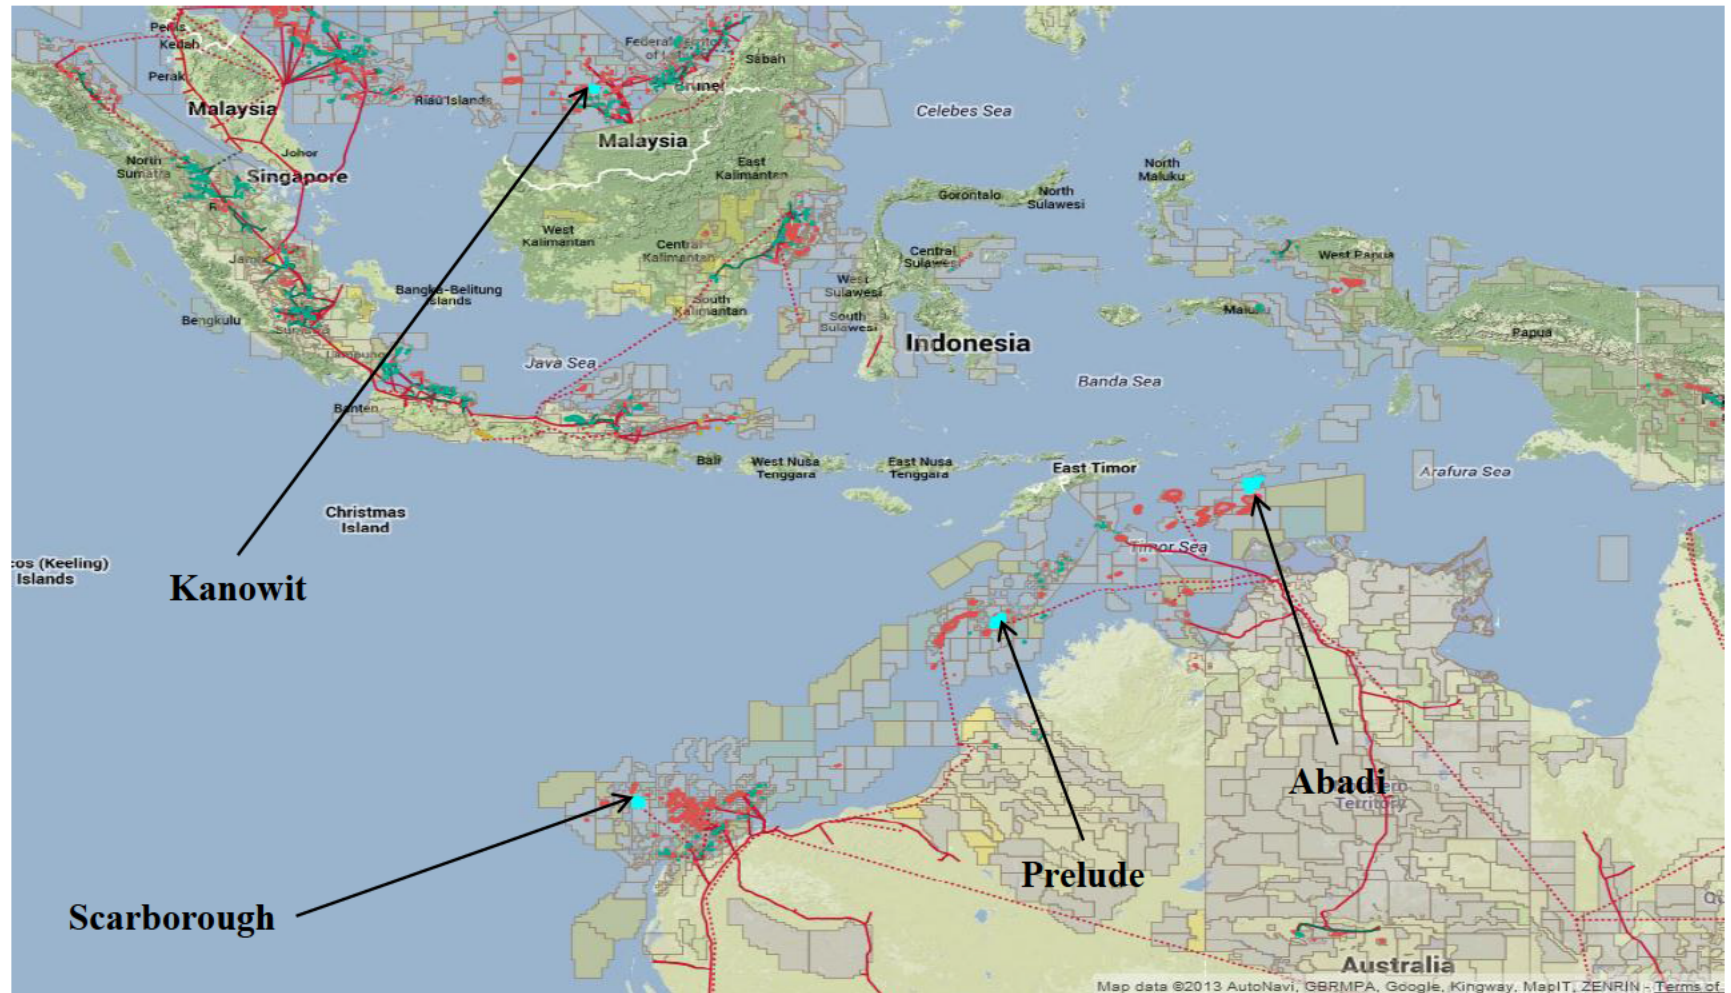 Perlis
Kedah
Perak
Malaysia
Federal Territory
Sabah
Brunei
Riau Islands
Celebes Sea
Malaysia
Johor
North
Sumatra
Singapore
East
Kalimantan
North
Maluku
Gorontalo
North
Sulawesi
West
Kalimantan
Central
Kalimantan
Central
Sulawesi
West Papua
Bangka-Belitung
Islands
West
Sulawesi
South
Kalimantan
South
Sulawesi
Maluku
Bengkulu
Papua
Indonesia
Lampung
Java Sea
Banda Sea
Banten
Bali
West Nusa
Tenggara
East Nusa
Tenggara
East Timor
Arafura Sea
Christmas
Island
Timor Sea
cos (Keeling)
Islands
Kanowit
Abadi
Territory
Prelude
Scarborough
Australia
Map data ©2013 AutoNavi, GBRMPA, Google, Kingway, MapIT, ZENRIN - Terms of